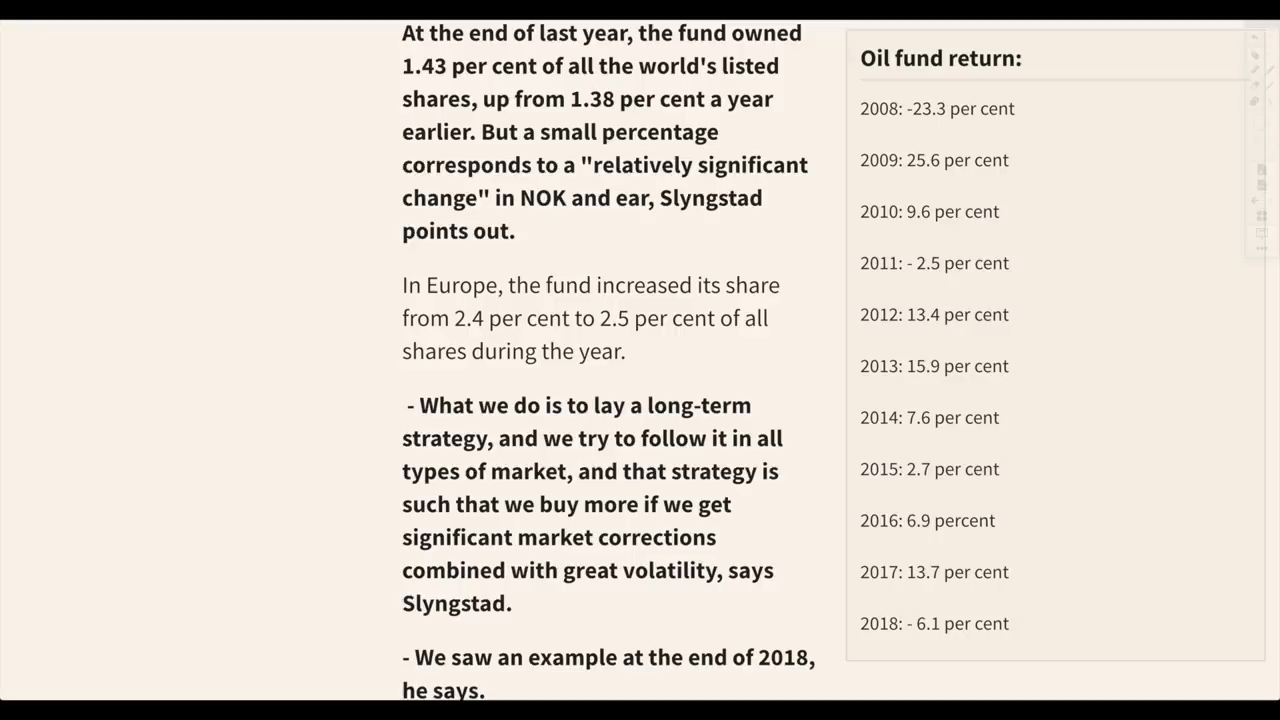 At the end of last year, the fund owned
1.43 per cent of all the world's listed
shares, up from 1.38 per cent a year
earlier. But a small percentage
corresponds to a "relatively significant
change" in NOK and ear, Slyngstad
points out.
In Europe, the fund increased its share
from 2.4 per cent to 2.5 per cent of all
shares during the year.
- What we do is to lay a long-term
strategy, and we try to follow it in all
types of market, and that strategy is
such that we buy more if we get
significant market corrections
combined with great volatility, says
Slyngstad.
- We saw an example at the end of 2018,
he says.
Oil fund return:
2008: -23.3 per cent
2009: 25.6 per cent
2010: 9.6 per cent
2011: - 2.5 per cent
2012: 13.4 per cent
2013: 15.9 per cent
2014: 7.6 per cent
2015: 2.7 per cent
2016: 6.9 percent
2017: 13.7 per cent
2018: - 6.1 per cent